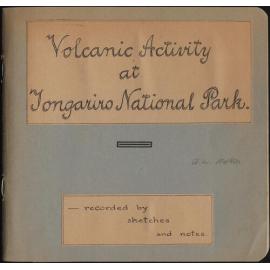 Volcanic Activity
at
Tongariro National Park.
— recorded by
sketches
and notes.